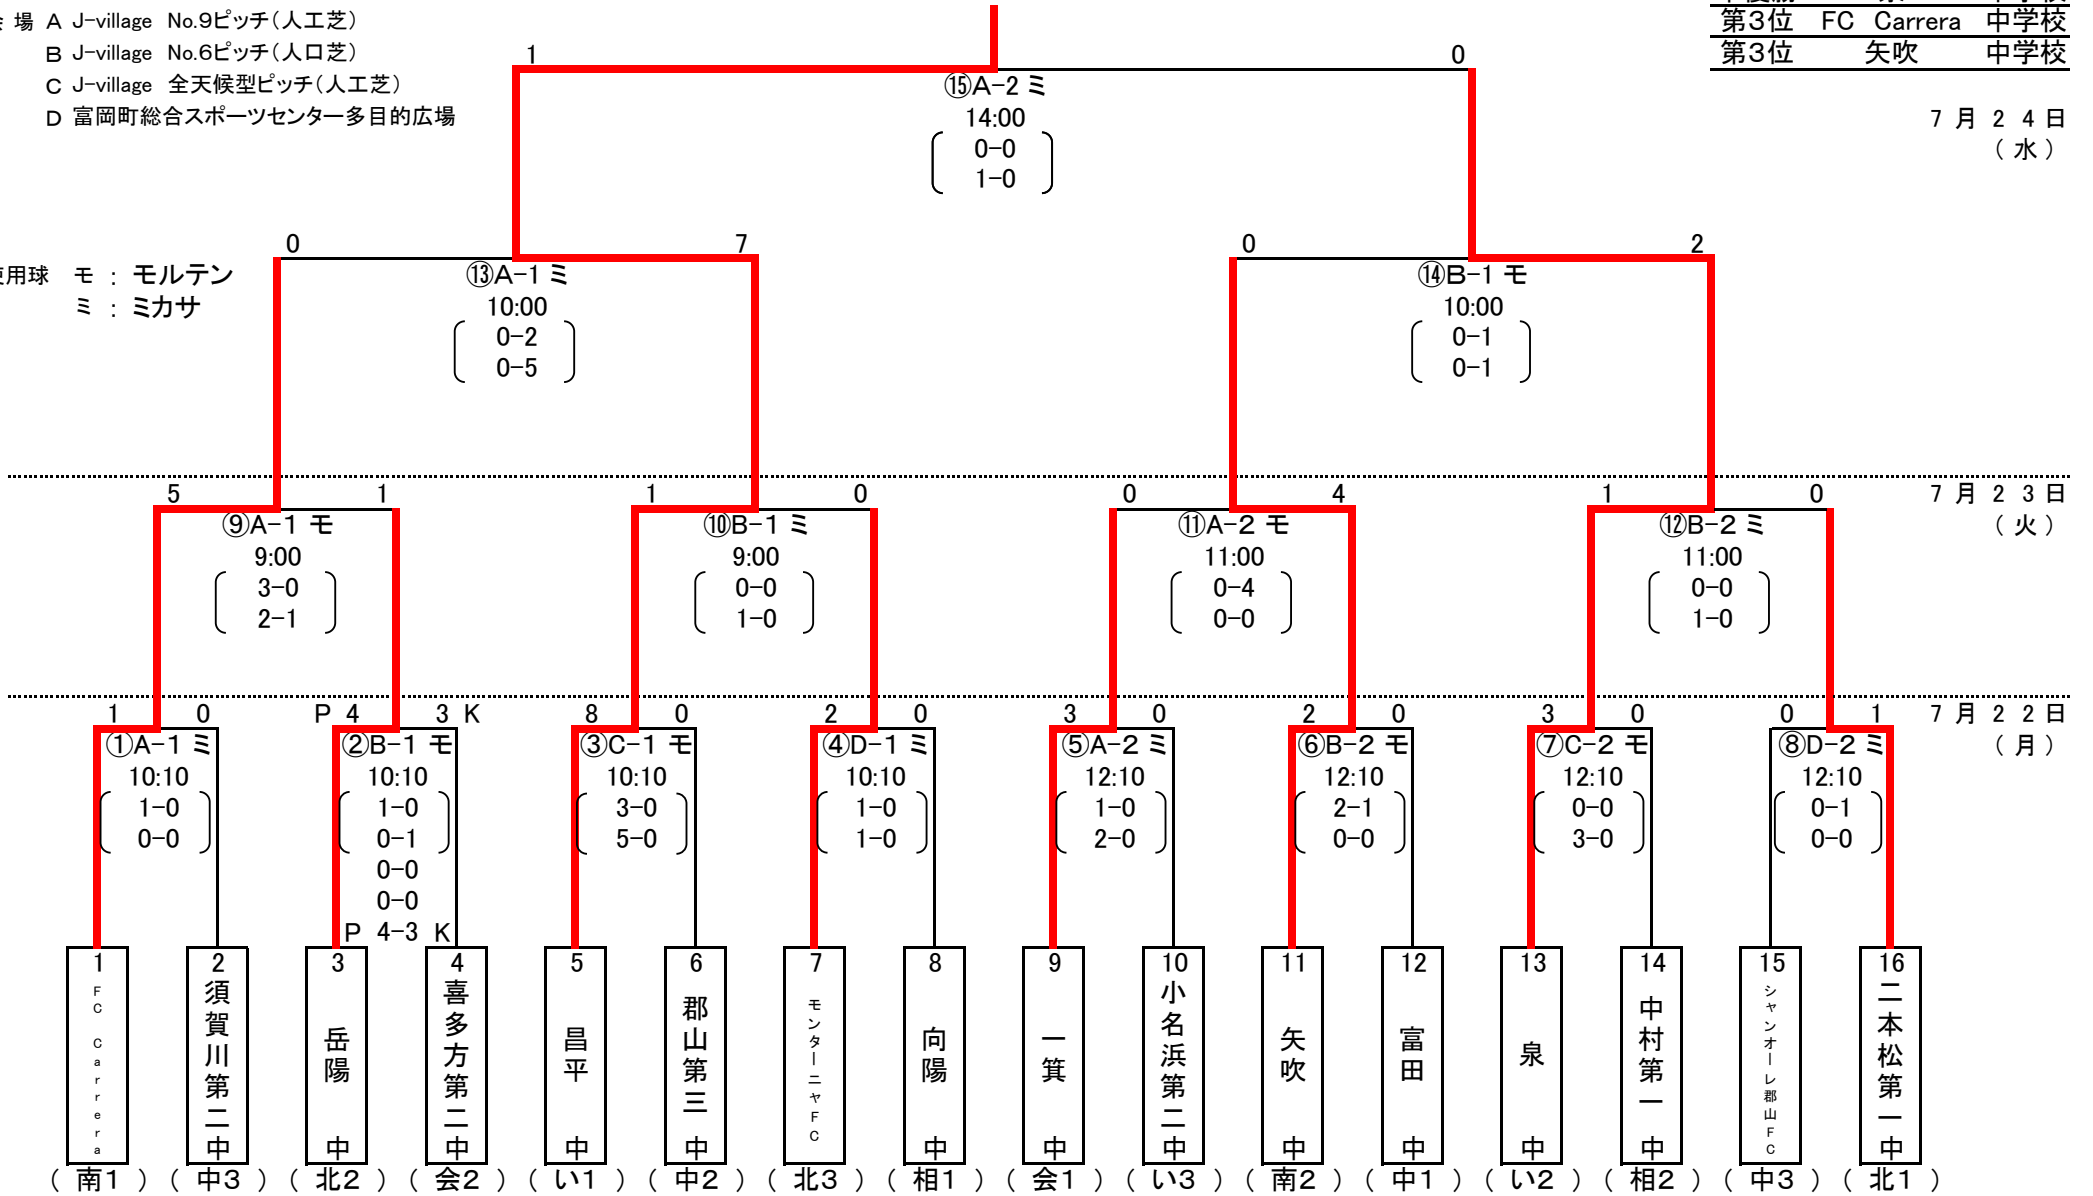 場 A J-village No.9ピッチ(人工芝)
B J-village No.6ピッチ(人口芝)
C J-village 全天候型ピッチ(人工芝)
D 富岡町総合スポーツセンター多目的広場
第3位 FC Carrera 中学校
第3位 矢吹 中学校
7月24日
(水)
1 0
⑮A-2 ミ
14:00
0-0
1-0
用球 モ : モルテン
ミ : ミカサ
0 7 0 2
⑬A-1 ミ ⑭B-1 モ
10:00 10:00
0-2 0-1
0-5 0-1
7月23日
(火)
5 1 1 0 0 4 1 0
⑨A-1 モ ⑩B-1 ミ ⑪A-2 モ ⑫B-2 ミ
9:00 9:00 11:00 11:00
3-0 0-0 0-4 0-0
2-1 1-0 0-0 1-0
7月22日
(月)
1 0 P 4 3 K 8 0 2 0 3 0 2 0 3 0 0 1
①A-1 ミ ②B-1 モ ③C-1 モ ④D-1 ミ ⑤A-2 ミ ⑥B-2 モ ⑦C-2 モ ⑧D-2 ミ
10:10 10:10 10:10 10:10 12:10 12:10 12:10 12:10
1-0 1-0 3-0 1-0 1-0 2-1 0-0 0-1
0-0 0-1 5-0 1-0 2-0 0-0 3-0 0-0
0-0
0-0
P 4-3 K
1 2 3 4 5 6 7 8 9 10 11 12 13 14 15 16
FC Carrera
須賀川第二中
岳陽 中
喜多方第二中
昌平 中
郡山第三中
モンターニャFC
向陽 中
一箕 中
小名浜第二中
矢吹 中
富田 中
泉 中
中村第一中
シャンオーレ郡山FC
二本松第一中
(南1) (中3) (北2) (会2) (い1) (中2) (北3) (相1) (会1) (い3) (南2) (中1) (い2) (相2) (中3) (北1)